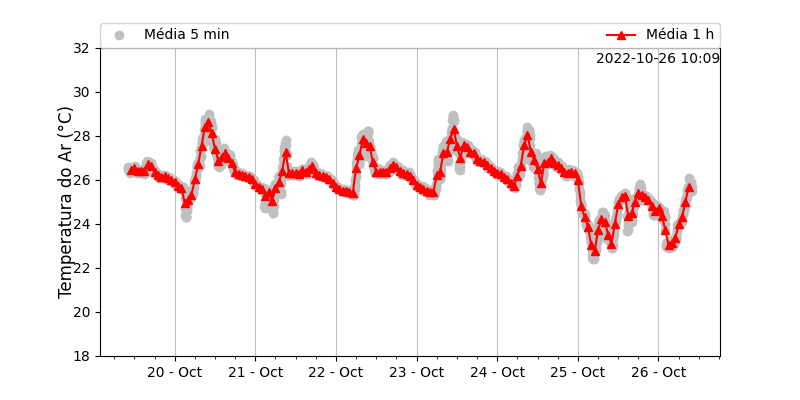 Média 5 min
Média 1 h
2022-10-26 10:09
Temperatura do Ar (°C)
32
30
28
26
24
22
20
18
20 - Oct
21 - Oct
22 - Oct
23 - Oct
24 - Oct
25 - Oct
26 - Oct